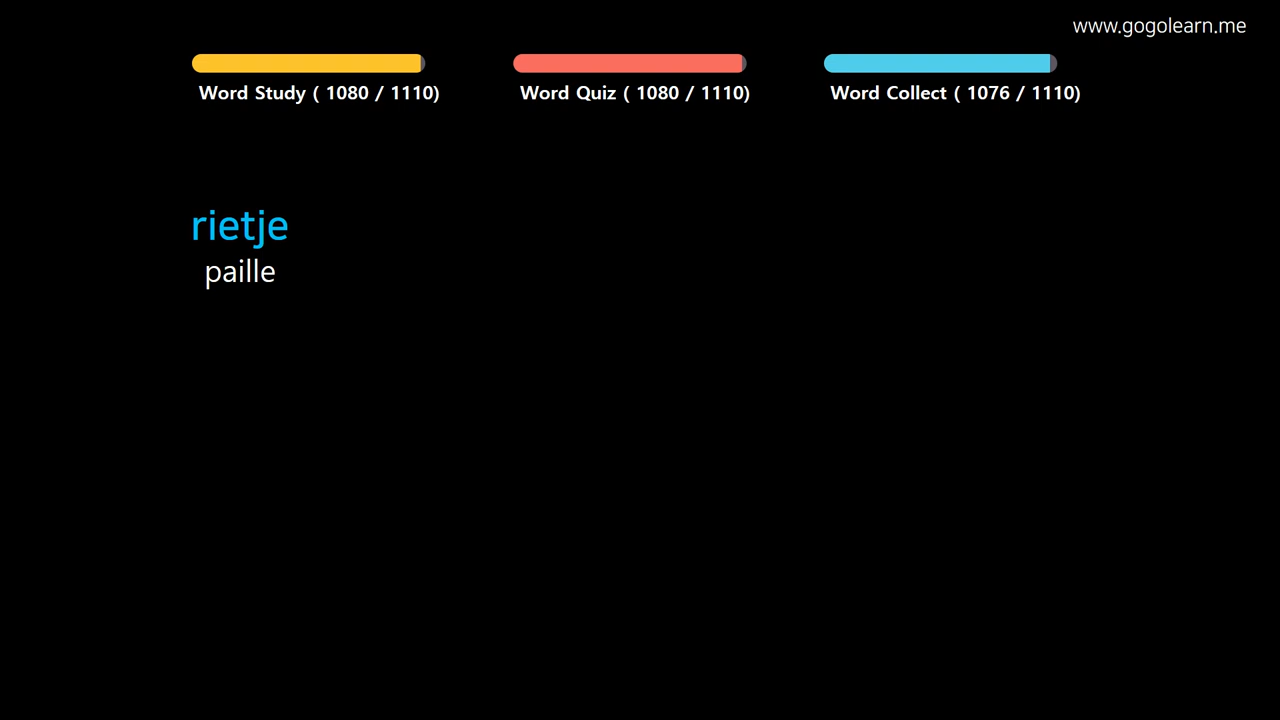 www.gogolearn.me
Word Study ( 1080 / 1110)
Word Quiz ( 1080 / 1110)
Word Collect ( 1076 / 1110)
rietje
paille